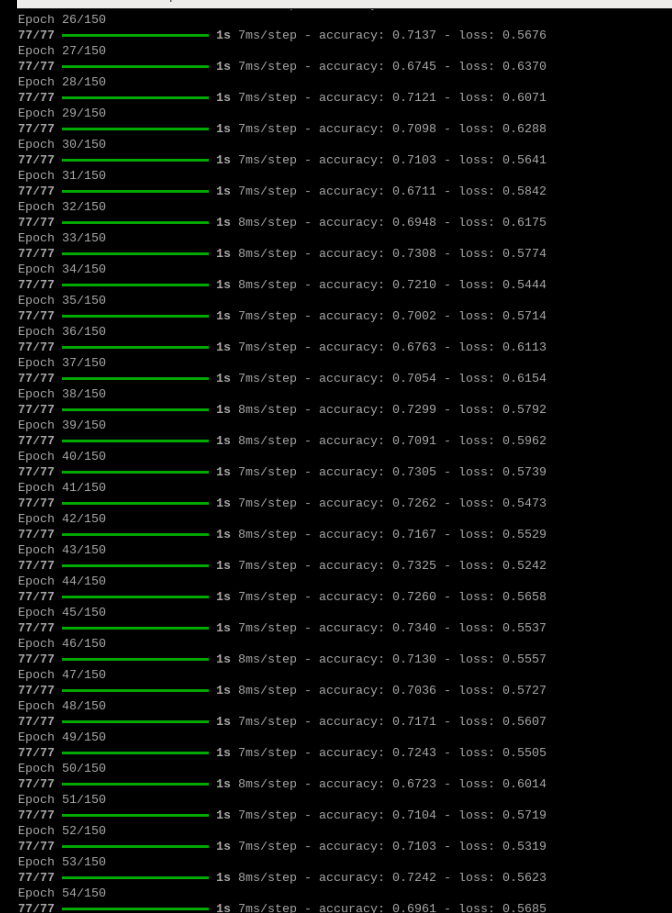 Epoch 26/150
77/77 1s 7ms/step - accuracy: 0.7137 - loss: 0.5676
Epoch 27/150
77/77 1s 7ms/step - accuracy: 0.6745 - loss: 0.6370
Epoch 28/150
77/77 1s 7ms/step - accuracy: 0.7121 - loss: 0.6071
Epoch 29/150
77/77 1s 7ms/step - accuracy: 0.7098 - loss: 0.6288
Epoch 30/150
77/77 1s 7ms/step - accuracy: 0.7103 - loss: 0.5641
Epoch 31/150
77/77 1s 7ms/step - accuracy: 0.6711 - loss: 0.5842
Epoch 32/150
77/77 1s 8ms/step - accuracy: 0.6948 - loss: 0.6175
Epoch 33/150
77/77 1s 8ms/step - accuracy: 0.7308 - loss: 0.5774
Epoch 34/150
77/77 1s 8ms/step - accuracy: 0.7210 - loss: 0.5444
Epoch 35/150
77/77 1s 7ms/step - accuracy: 0.7002 - loss: 0.5714
Epoch 36/150
77/77 1s 7ms/step - accuracy: 0.6763 - loss: 0.6113
Epoch 37/150
77/77 1s 7ms/step - accuracy: 0.7054 - loss: 0.6154
Epoch 38/150
77/77 1s 8ms/step - accuracy: 0.7299 - loss: 0.5792
Epoch 39/150
77/77 1s 8ms/step - accuracy: 0.7091 - loss: 0.5962
Epoch 40/150
77/77 1s 7ms/step - accuracy: 0.7305 - loss: 0.5739
Epoch 41/150
77/77 1s 7ms/step - accuracy: 0.7262 - loss: 0.5473
Epoch 42/150
77/77 1s 8ms/step - accuracy: 0.7167 - loss: 0.5529
Epoch 43/150
77/77 1s 7ms/step - accuracy: 0.7325 - loss: 0.5242
Epoch 44/150
77/77 1s 7ms/step - accuracy: 0.7260 - loss: 0.5658
Epoch 45/150
77/77 1s 7ms/step - accuracy: 0.7340 - loss: 0.5537
Epoch 46/150
77/77 1s 8ms/step - accuracy: 0.7130 - loss: 0.5557
Epoch 47/150
77/77 1s 8ms/step - accuracy: 0.7036 - loss: 0.5727
Epoch 48/150
77/77 1s 7ms/step - accuracy: 0.7171 - loss: 0.5607
Epoch 49/150
77/77 1s 7ms/step - accuracy: 0.7243 - loss: 0.5505
Epoch 50/150
77/77 1s 8ms/step - accuracy: 0.6723 - loss: 0.6014
Epoch 51/150
77/77 1s 7ms/step - accuracy: 0.7104 - loss: 0.5719
Epoch 52/150
77/77 1s 7ms/step - accuracy: 0.7103 - loss: 0.5319
Epoch 53/150
77/77 1s 8ms/step - accuracy: 0.7242 - loss: 0.5623
Epoch 54/150
77/77 1s 7ms/step - accuracy: 0.6961 - loss: 0.5685